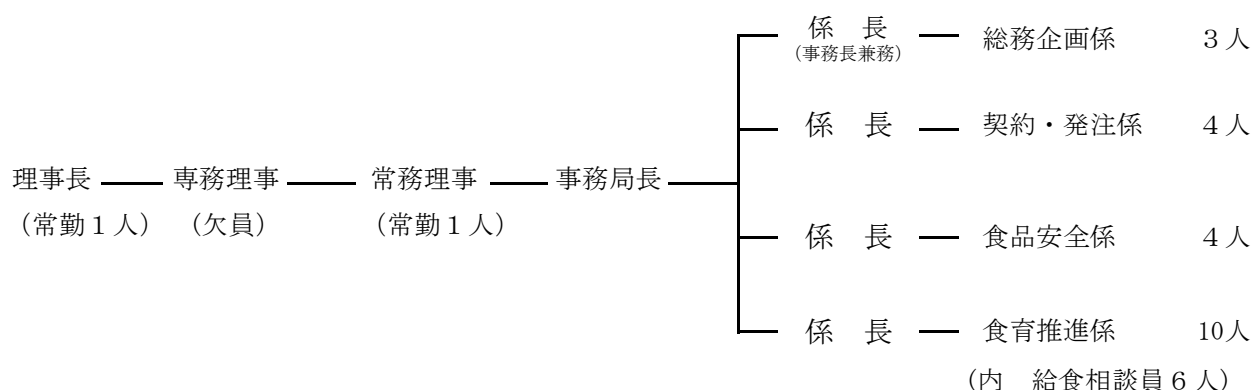 係　長　総務企画係　３人
(事務長兼務)
係　長　契約・発注係　４人
理事長　専務理事　常務理事　事務局長
（常勤１人）　（欠員）　（常勤１人）
係　長　食品安全係　４人
係　長　食育推進係　10人
（内　給食相談員６人）